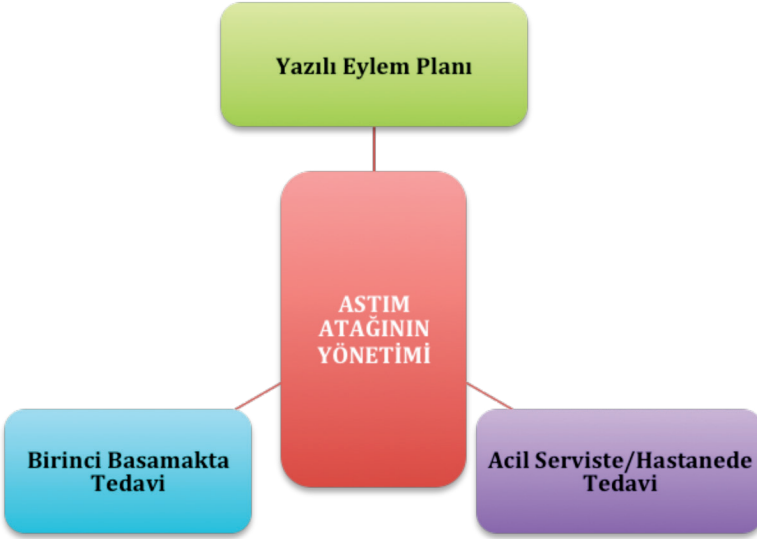 Yazılı Eylem Planı
ASTIM
ATAĞININ
YÖNETİMİ
Birinci Basamakta
Tedavi
Acil Serviste/Hastanede
Tedavi